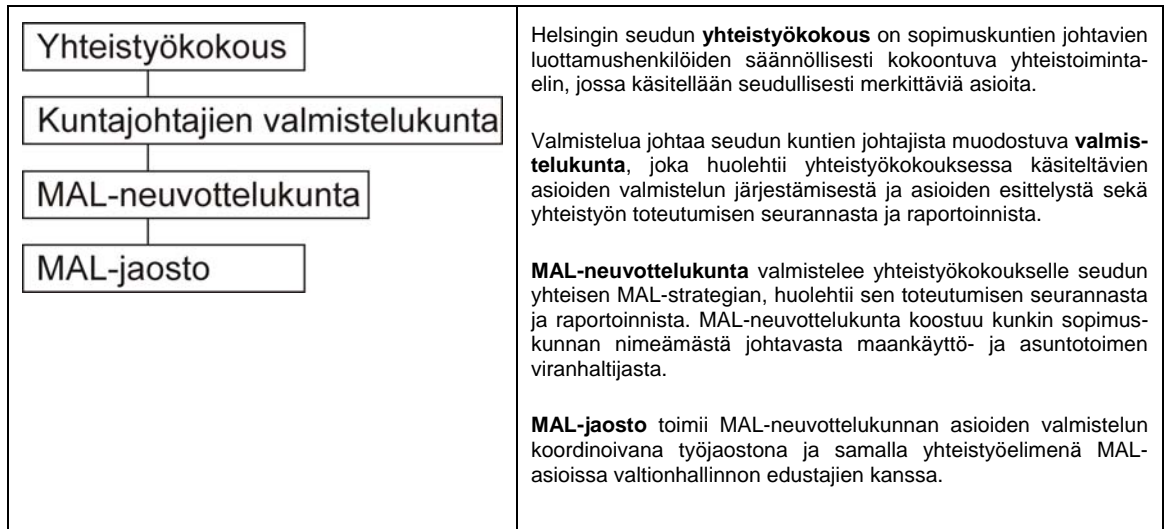 Yhteistyökokous
Kuntajohtajien valmistelukunta
MAL-neuvottelukunta
MAL-jaosto
Helsingin seudun yhteistyökokous on sopimuskuntien johtavien
luottamushenkilöiden säännöllisesti kokoontuva yhteistoiminta-
elin, jossa käsitellään seudullisesti merkittäviä asioita.
Valmistelua johtaa seudun kuntien johtajista muodostuva valmis-
telukunta, joka huolehtii yhteistyökokouksessa käsiteltävien
asioiden valmistelun järjestämisestä ja asioiden esittelystä sekä
yhteistyön toteutumisen seurannasta ja raportoinnista.
MAL-neuvottelukunta valmistelee yhteistyökokoukselle seudun
yhteisen MAL-strategian, huolehtii sen toteutumisen seurannasta
ja raportoinnista. MAL-neuvottelukunta koostuu kunkin sopimus-
kunnan nimeämästä johtavasta maankäyttö- ja asuntotoimen
viranhaltijasta.
MAL-jaosto toimii MAL-neuvottelukunnan asioiden valmistelun
koordinoivana työjaostona ja samalla yhteistyöelimenä MAL-
asioissa valtionhallinnon edustajien kanssa.